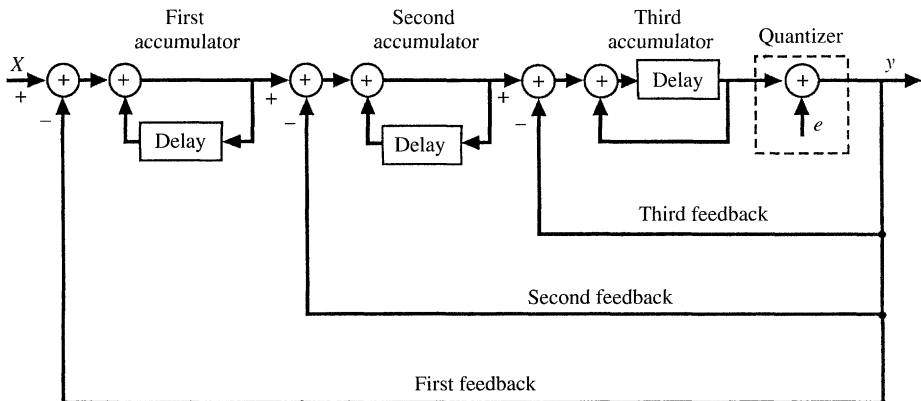 First accumulator
Second accumulator
Third accumulator
Quantizer
X
+
−
+
+
Delay
+
−
+
+
Delay
+
−
+
+
Delay
+
e
y
Third feedback
Second feedback
First feedback